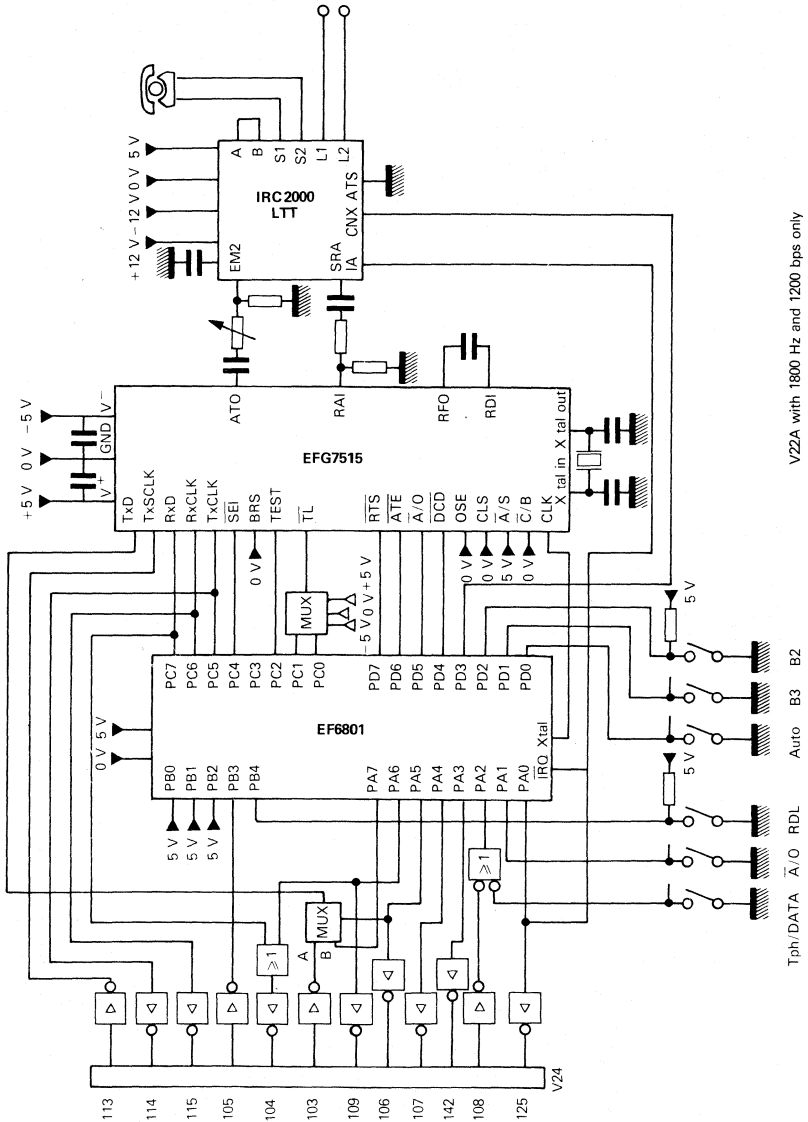 +12 V
−12 V
0 V
5 V
EM2
A
B
S1
S2
L1
L2
IRC2000
LTT
SRA
IA
CNX
ATS
+5 V
0 V
−5 V
V+
GND
V−
TxD
TxSCLK
RxD
RxCLK
TxCLK
SEI
BRS
TEST
TL
RTS
ATE
A/O
DCD
OSE
CLS
A/S
C/B
CLK
ATO
RAI
RFO
RDI
EFG7515
Xtal in
Xtal out
0 V
0 V
0 V
5 V
0 V
MUX
−5 V
0 V
+5 V
0 V
5 V
PC7
PC6
PC5
PC4
PC3
PC2
PC1
PC0
PD7
PD6
PD5
PD4
PD3
PD2
PD1
PD0
EF6801
PB0
PB1
PB2
PB3
PB4
PA7
PA6
PA5
PA4
PA3
PA2
PA1
PA0
IRQ
Xtal
5 V
5 V
5 V
5 V
5 V
MUX
A
B
≥1
≥1
113
114
115
105
104
103
109
106
107
142
108
125
V24
Tph/DATA
A/O
RDL
Auto
B3
B2
V22A with 1800 Hz and 1200 bps only